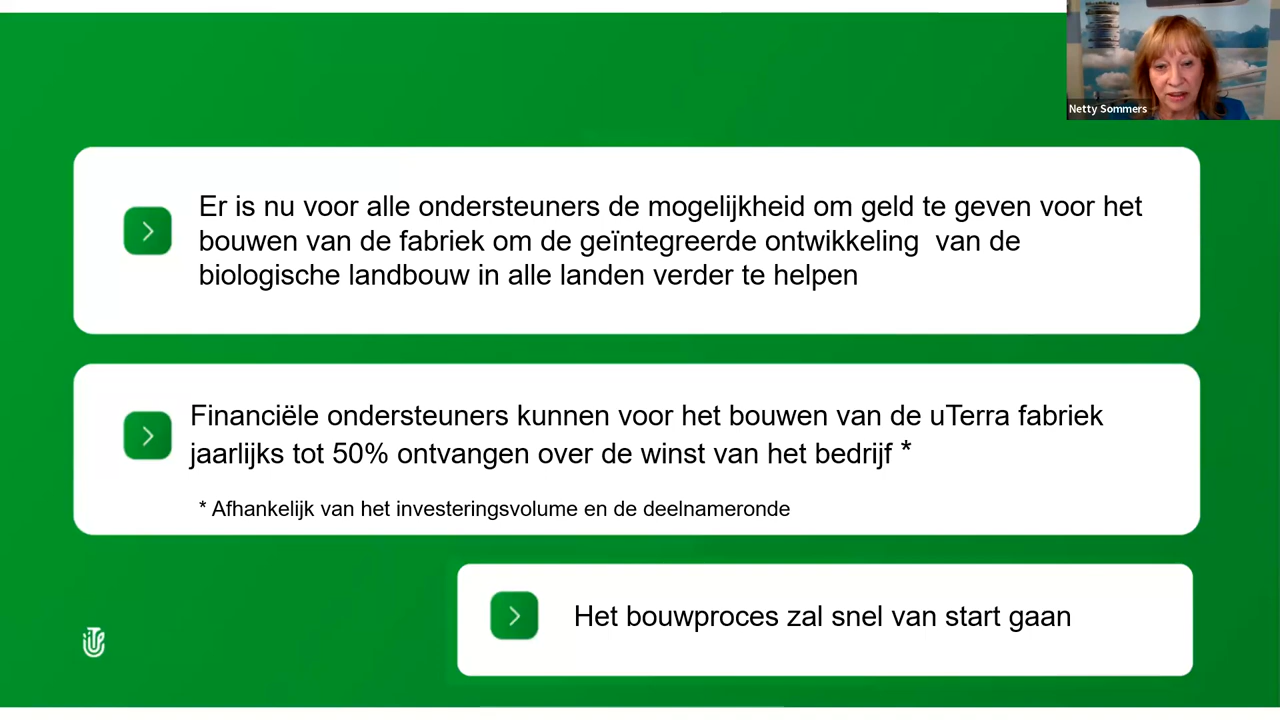 Netty Sommers
Er is nu voor alle ondersteuners de mogelijkheid om geld te geven voor het
bouwen van de fabriek om de geïntegreerde ontwikkeling  van de
biologische landbouw in alle landen verder te helpen
Financiële ondersteuners kunnen voor het bouwen van de uTerra fabriek
jaarlijks tot 50% ontvangen over de winst van het bedrijf *
* Afhankelijk van het investeringsvolume en de deelnameronde
Het bouwproces zal snel van start gaan